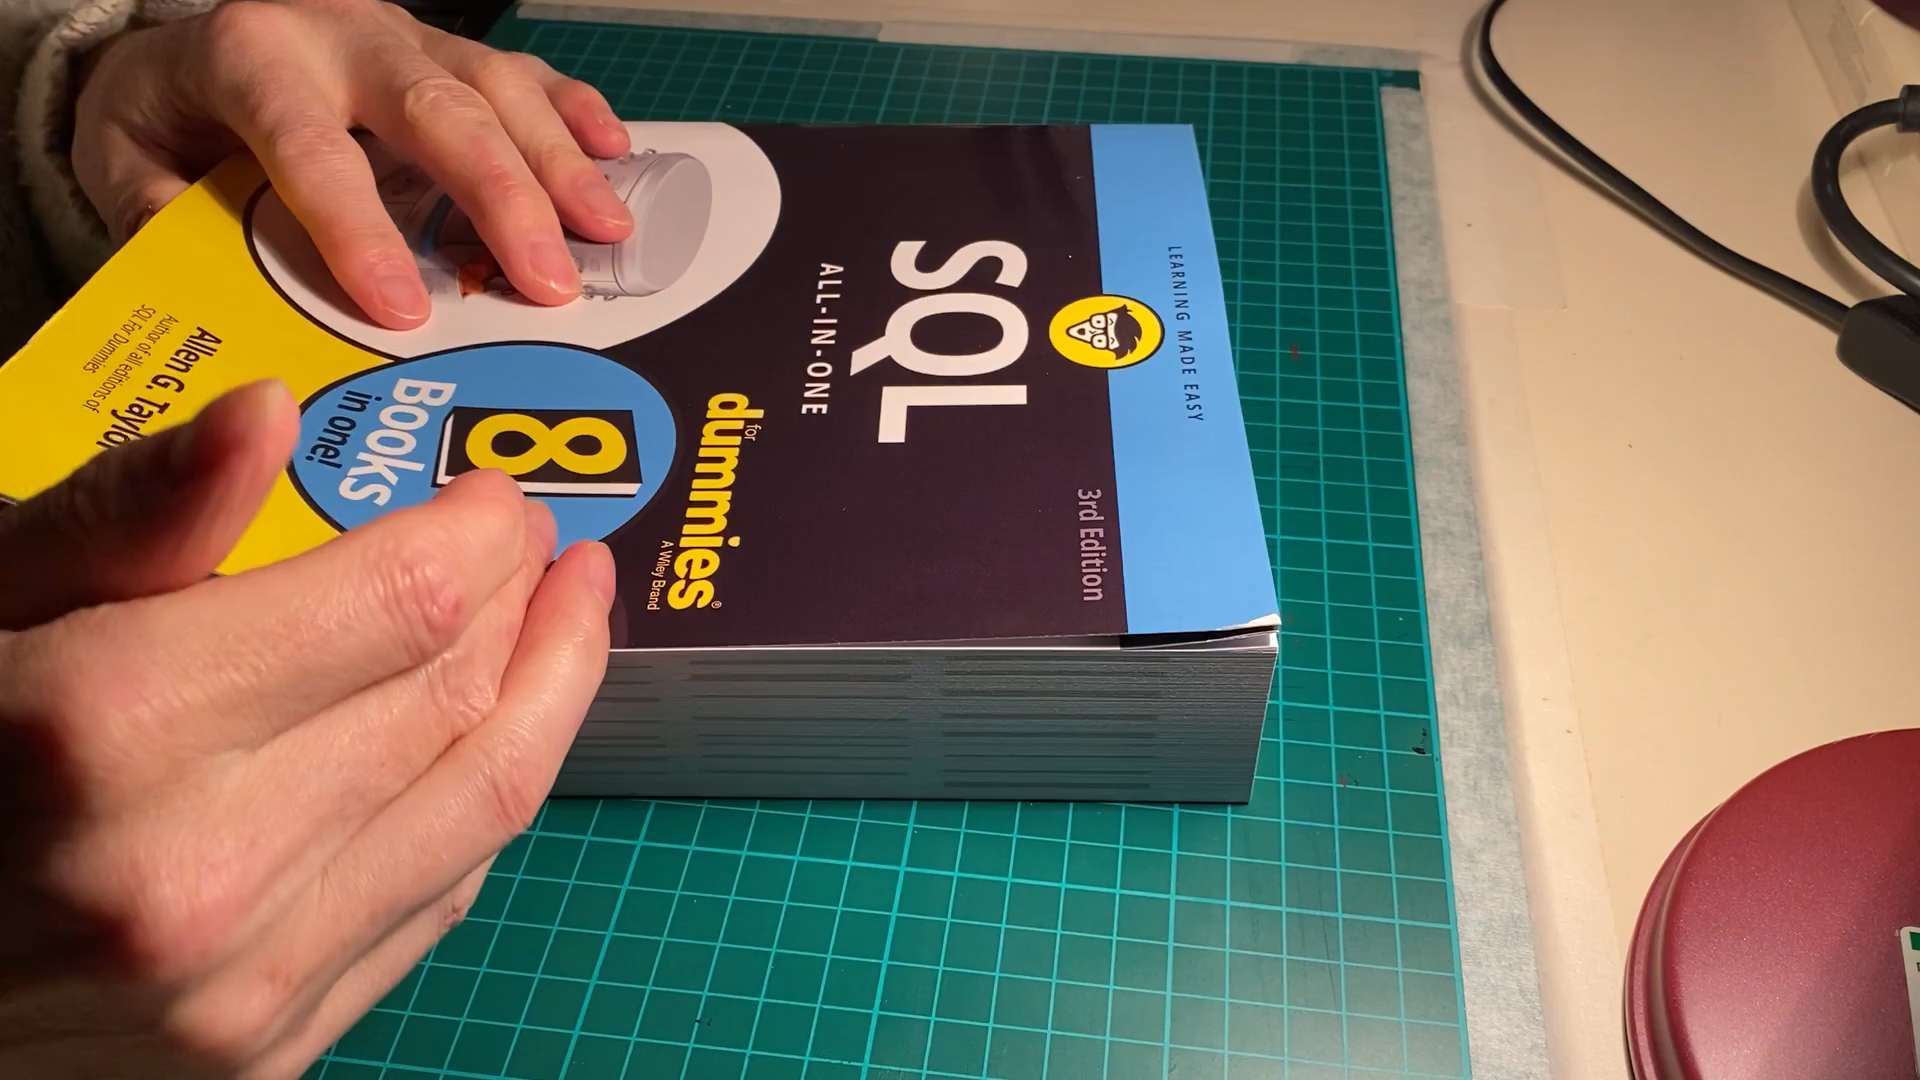 LEARNING MADE EASY
3rd Edition
SQL
ALL-IN-ONE
for
dummies®
A Wiley Brand
8
Books
in one!
Allen G. Taylor
Author of all editions of
SQL For Dummies